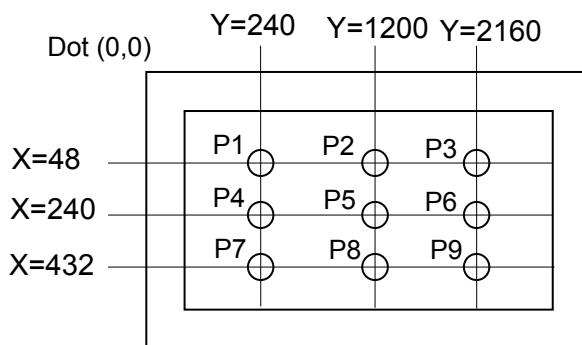 Y=240 Y=1200 Y=2160
Dot (0,0)
X=48 P1 P2 P3
X=240 P4 P5 P6
X=432 P7 P8 P9